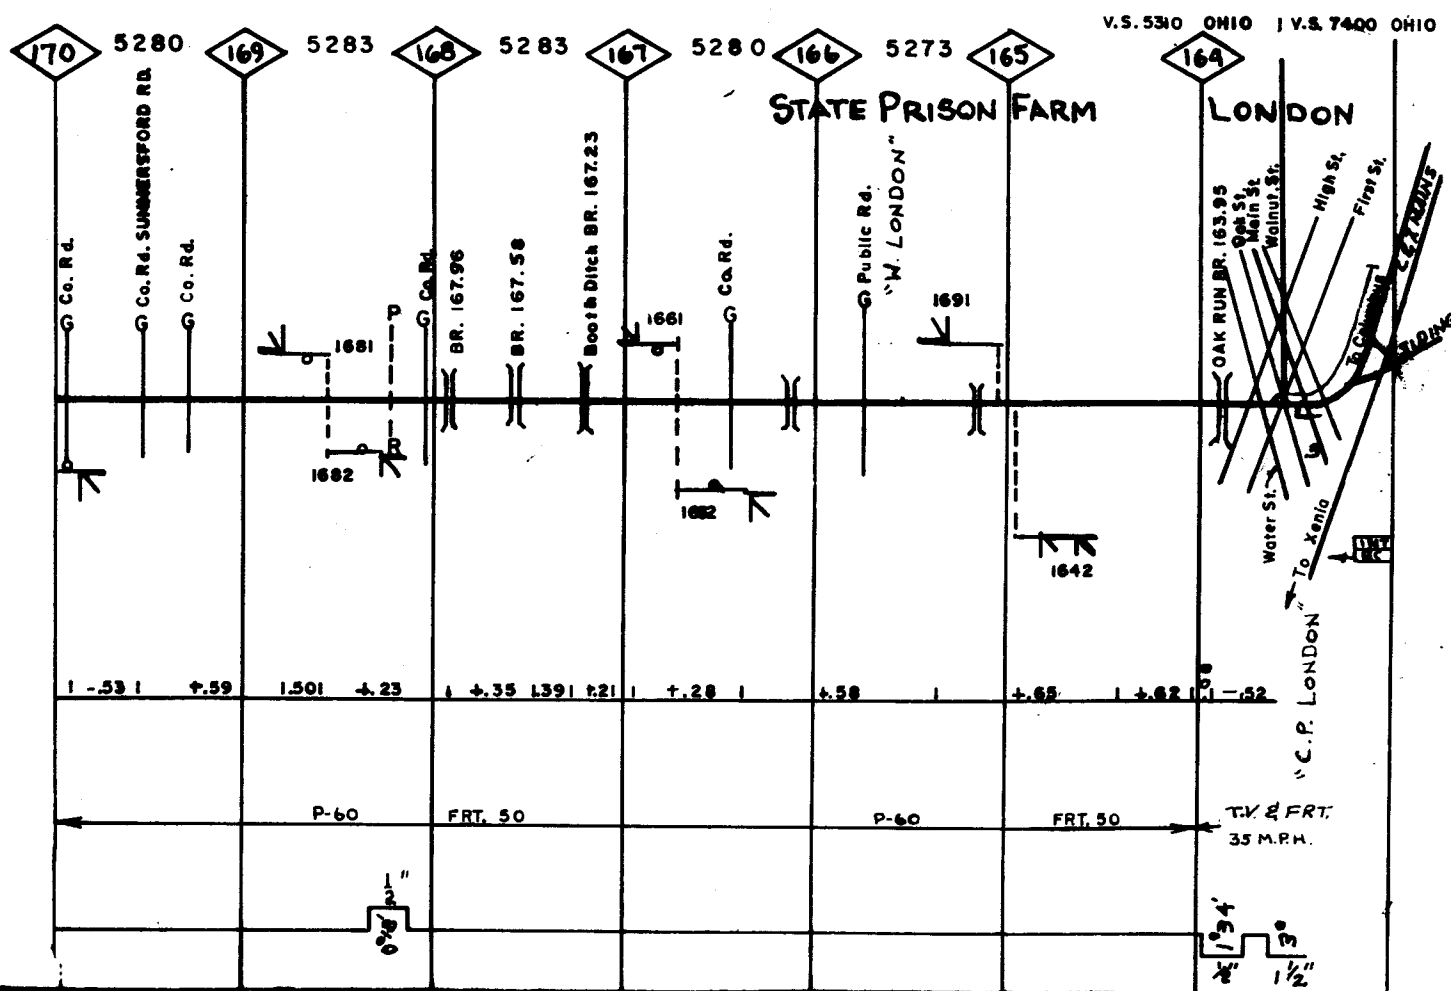 V.S. 5310 OHIO | V.S. 7400 OHIO
170 5280 169 5283 168 5283 167 5280 166 5273 165 164
STATE PRISON FARM LONDON
G Co. Rd.
G Co. Rd. SUMMERSFORD RD.
G Co. Rd.
1681
1682
P
R
G Co. Rd.
BR. 167.96
BR. 167.58
Booth Ditch BR. 167.23
1661
G Co. Rd.
G Public Rd.
"W. LONDON"
1691
1642
OAK RUN BR. 163.95
Oak St.
Main St.
Walnut St.
High St.
First St.
To Columbus
SIDING
Water St.
To Xenia
"C.P. LONDON"
-.53 +.59 1.501 +.23 +.35 1.391 +.21 +.28 +.58 +.65 +.62 -.52
P-60 FRT. 50 P-60 FRT. 50 T.V. & FRT.
35 M.P.H.
1/2"
1°34'
3°
1 1/2"